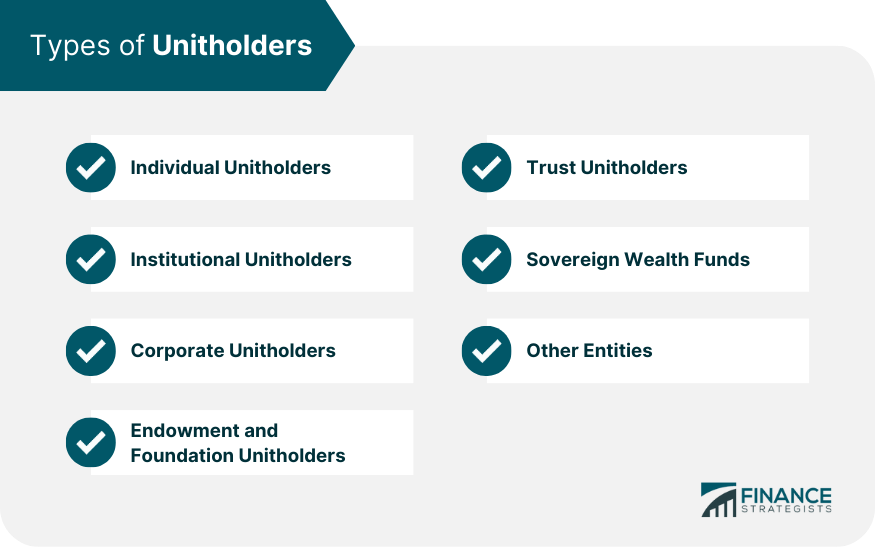 Types of Unitholders
Individual Unitholders
Institutional Unitholders
Corporate Unitholders
Endowment and
Foundation Unitholders
Trust Unitholders
Sovereign Wealth Funds
Other Entities
FINANCE
STRATEGISTS